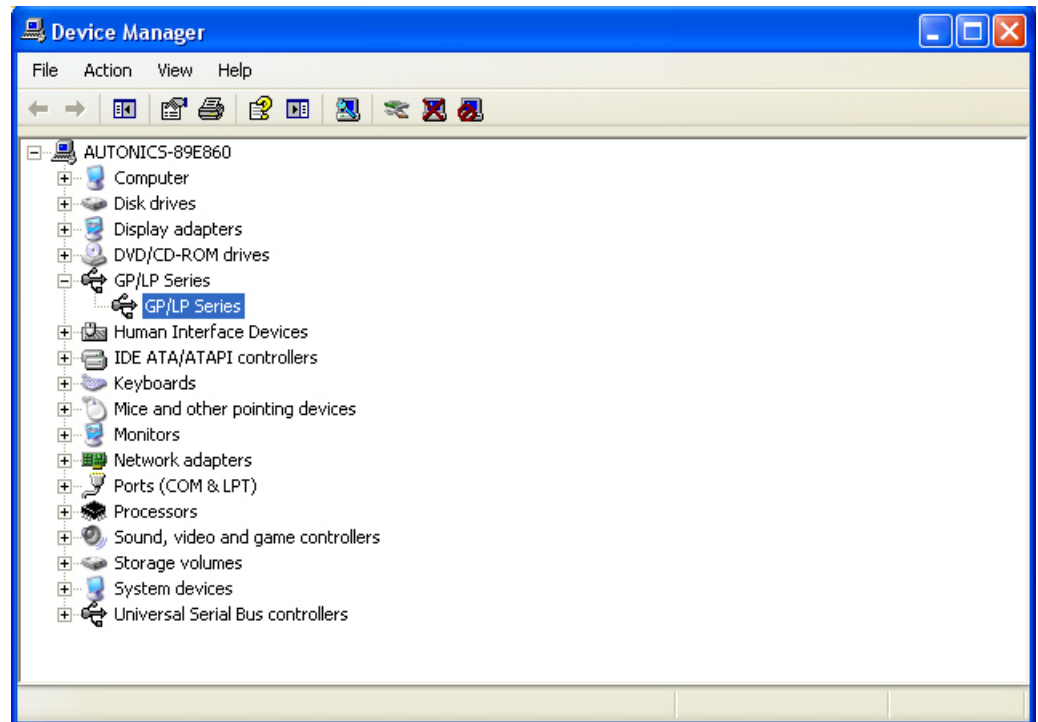 Device Manager
File Action View Help
AUTONICS-89E860
Computer
Disk drives
Display adapters
DVD/CD-ROM drives
GP/LP Series
GP/LP Series
Human Interface Devices
IDE ATA/ATAPI controllers
Keyboards
Mice and other pointing devices
Monitors
Network adapters
Ports (COM & LPT)
Processors
Sound, video and game controllers
Storage volumes
System devices
Universal Serial Bus controllers